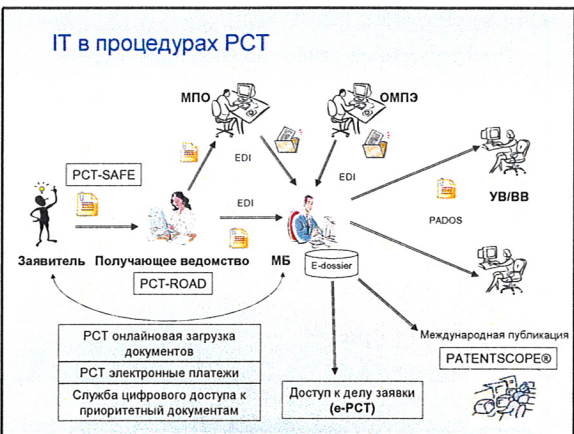 IT в процедурах PCT
МПО
ОМПЭ
PCT-SAFE
EDI
EDI
EDI
PADOS
УВ/ВВ
Заявитель
Получающее ведомство
МБ
E-dossier
PCT-ROAD
PCT онлайновая загрузка
документов
PCT электронные платежи
Служба цифрового доступа к
приоритетный документам
Доступ к делу заявки
(e-PCT)
Международная публикация
PATENTSCOPE®